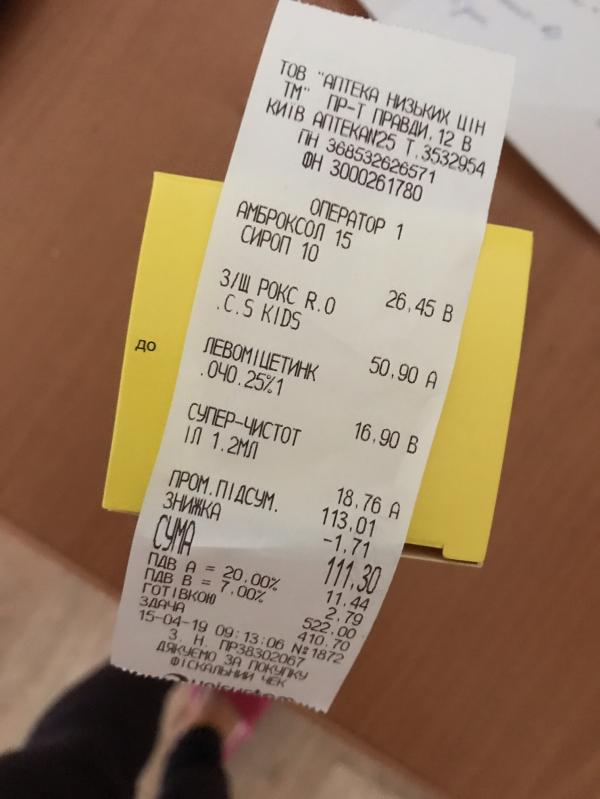 ТОВ "АПТЕКА НИЗЬКИХ ЦІН
ТМ" ПР-Т ПРАВДИ.12 В
КИЇВ АПТЕКАN25 Т.3532954
ПН 368532626571
ФН 3000261780
ОПЕРАТОР 1
АМБРОКСОЛ 15
СИРОП 10
26,45 В
З/Щ РОКС R.O
.C.S KIDS
50,90 А
ЛЕВОМІЦЕТИНК
.ОЧО.25%1
16,90 В
СУПЕР-ЧИСТОТ
ІЛ 1.2МЛ
18,76 А
ПРОМ.ПІДСУМ. 113,01
ЗНИЖКА -1,71
СУМА 111,30
ПДВ А = 20,00% 11,44
ПДВ В = 7,00% 2,79
ГОТІВКОЮ 522,00
ЗДАЧА 410,70
15-04-19 09:13:06 №1872
З. Н. ПР38302067
ДЯКУЄМО ЗА ПОКУПКУ
ФІСКАЛЬНИЙ ЧЕК
до